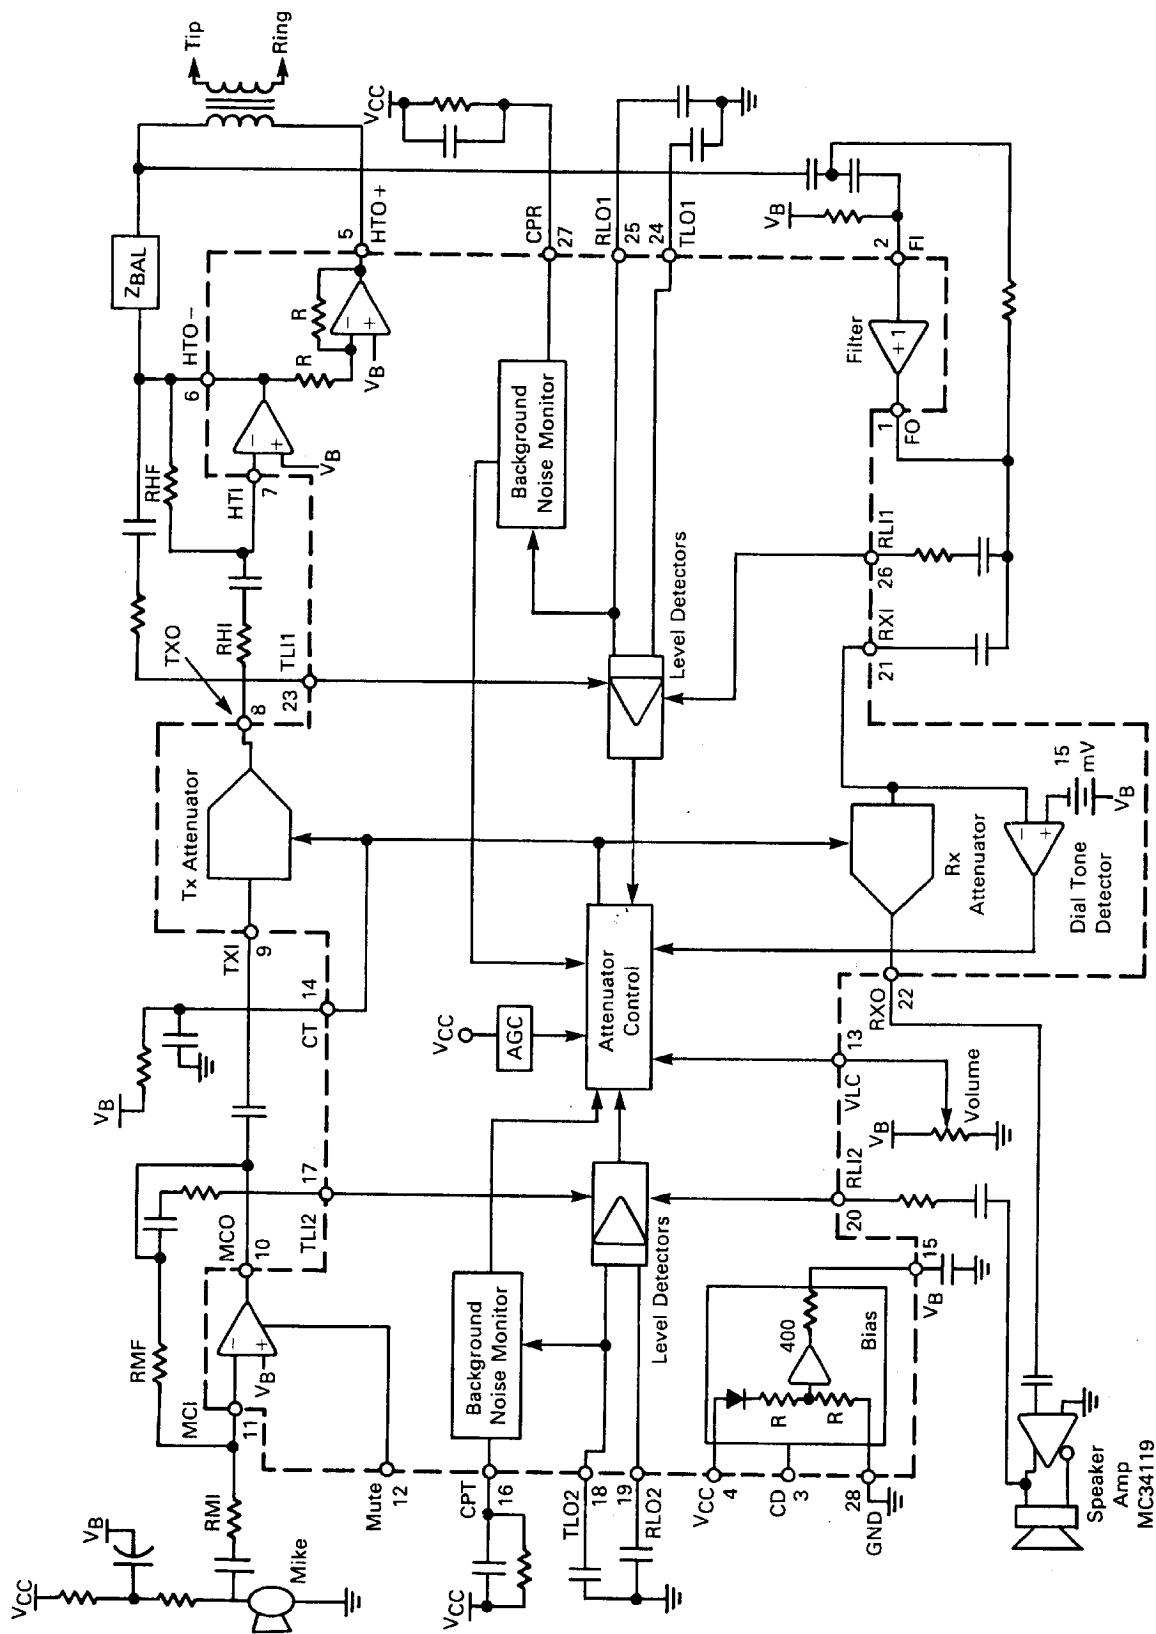 VCC
VB
Mike
RMI
RMF
MCI
11
−
+
VB
MCO
10
TLI2
17
VB
CT
14
TXI
9
Tx Attenuator
8
TXO
RHI
23
TLI1
HTI
7
RHF
−
+
VB
6
HTO−
ZBAL
R
R
−
+
VB
5
HTO+
Tip
Ring
Mute
12
CPT
16
VCC
Background
Noise Monitor
TLO2
18
19
RLO2
Level Detectors
VCC
AGC
Attenuator
Control
Level Detectors
Background
Noise Monitor
CPR
27
VCC
RLO1
25
24
TLO1
VCC
4
CD
3
28
GND
R
R
400
Bias
VB
15
20
RLI2
VLC
13
VB
Volume
RXO
22
Rx
Attenuator
−
+
Dial Tone
Detector
15
mV
VB
21
RXI
26
RLI1
1
FO
Filter
+1
2
FI
VB
Speaker
Amp
MC34119